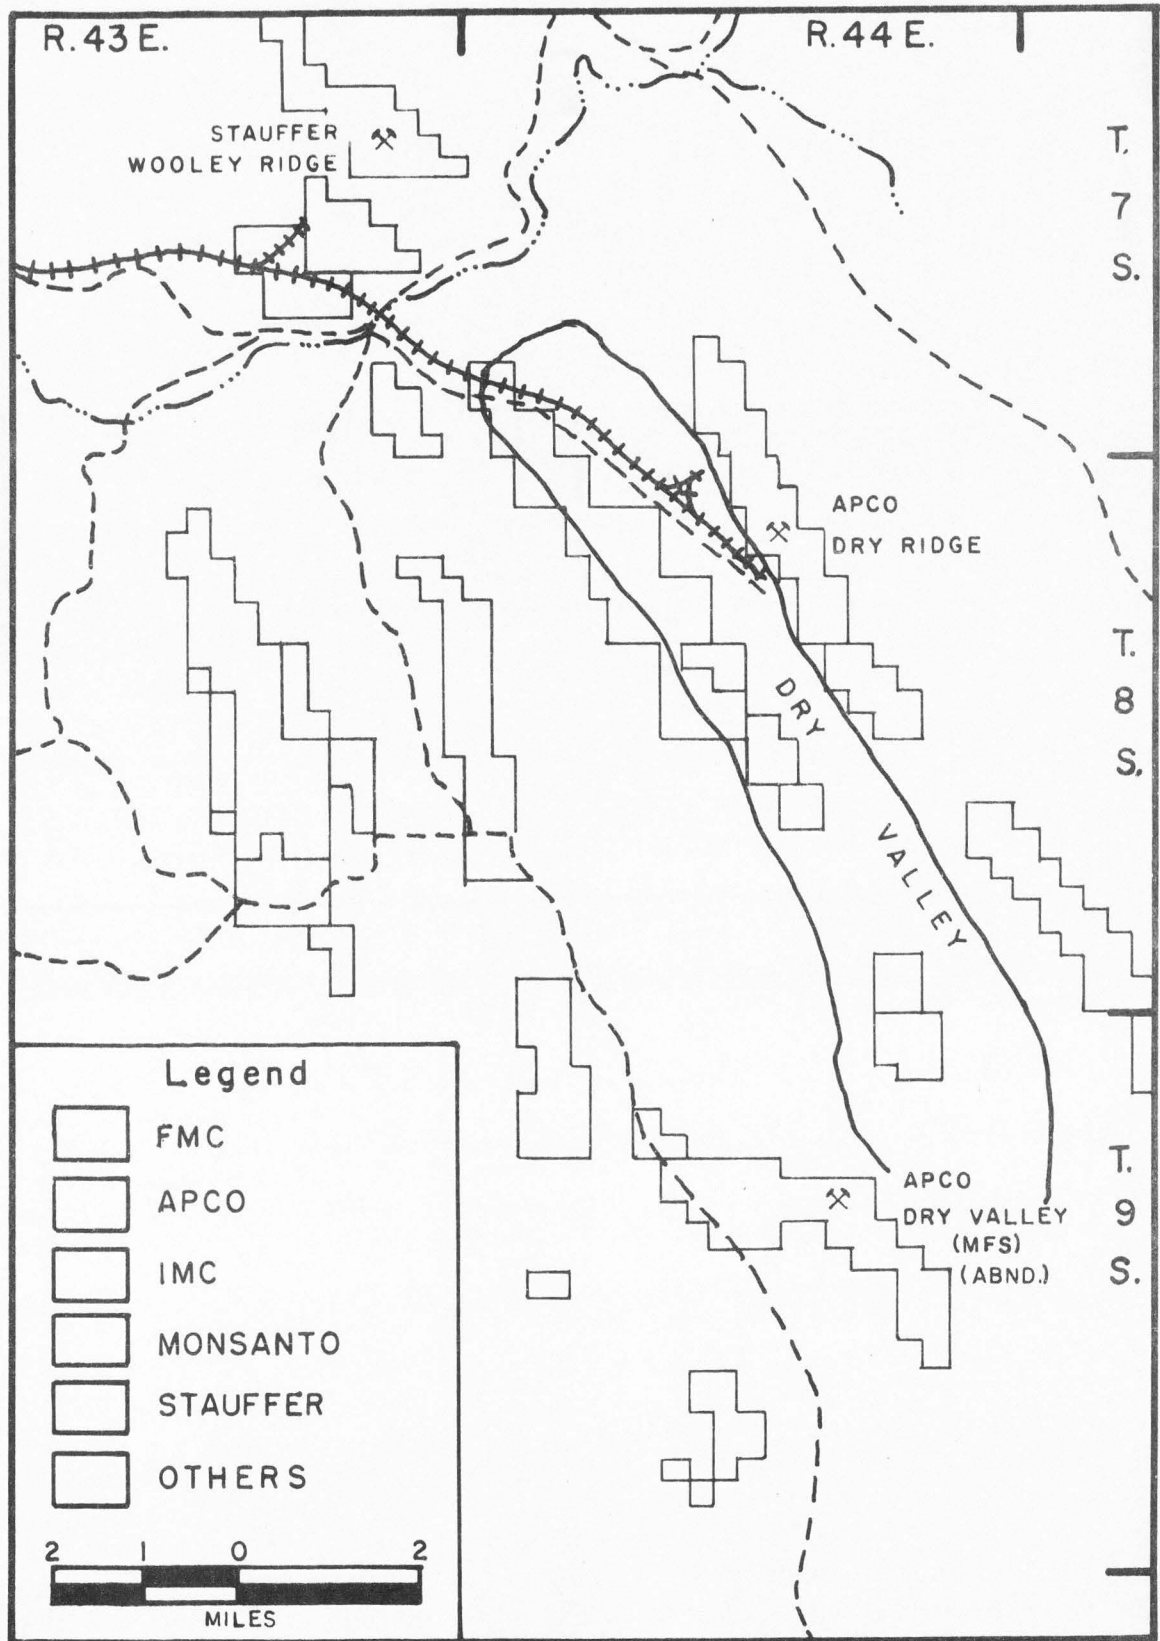 R. 43 E.
R. 44 E.
STAUFFER
WOOLEY RIDGE
T.
7
S.
APCO
DRY RIDGE
T.
8
S.
DRY
VALLEY
APCO
DRY VALLEY
(MFS)
(ABND.)
T.
9
S.
Legend
FMC
APCO
IMC
MONSANTO
STAUFFER
OTHERS
2 1 0 2
MILES